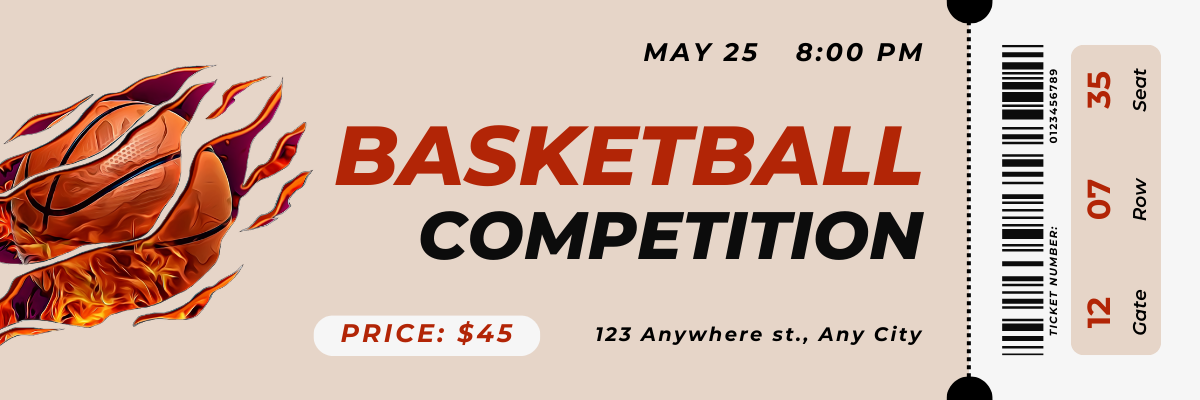 MAY 25 8:00 PM
BASKETBALL
COMPETITION
PRICE: $45
123 Anywhere st., Any City
TICKET NUMBER: 0123456789
12 07 35
Gate Row Seat